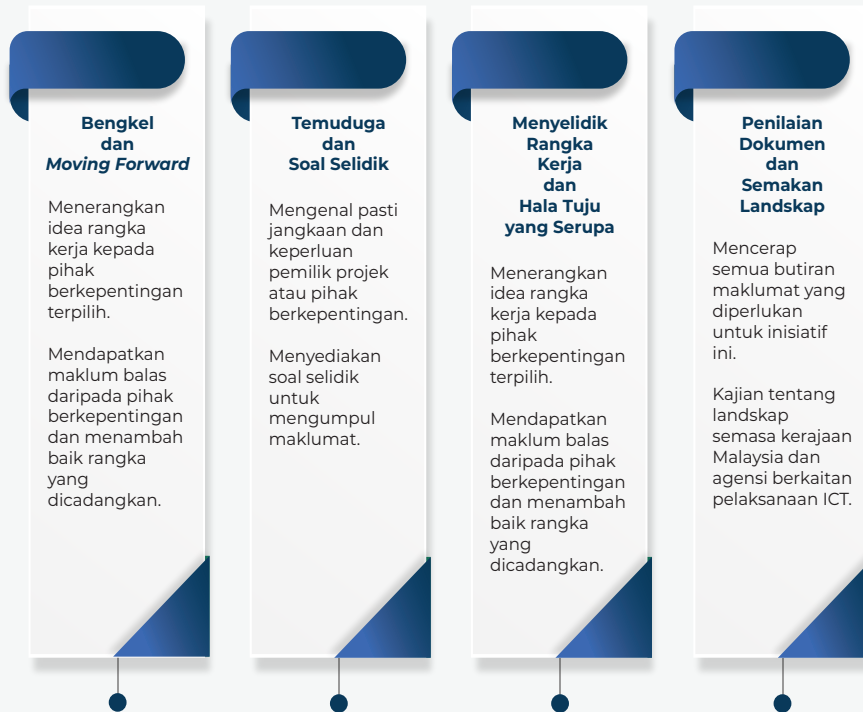 Bengkel
dan
Moving Forward
Menerangkan
idea rangka
kerja kepada
pihak
berkepentingan
terpilih.
Mendapatkan
maklum balas
daripada pihak
berkepentingan
dan menambah
baik rangka
yang
dicadangkan.
Temuduga
dan
Soal Selidik
Mengenal pasti
jangkaan dan
keperluan
pemilik projek
atau pihak
berkepentingan.
Menyediakan
soal selidik
untuk
mengumpul
maklumat.
Menyelidik
Rangka
Kerja
dan
Hala Tuju
yang Serupa
Menerangkan
idea rangka
kerja kepada
pihak
berkepentingan
terpilih.
Mendapatkan
maklum balas
daripada pihak
berkepentingan
dan menambah
baik rangka
yang
dicadangkan.
Penilaian
Dokumen
dan
Semakan
Landskap
Mencerap
semua butiran
maklumat yang
diperlukan
untuk inisiatif
ini.
Kajian tentang
landskap
semasa kerajaan
Malaysia dan
agensi berkaitan
pelaksanaan ICT.